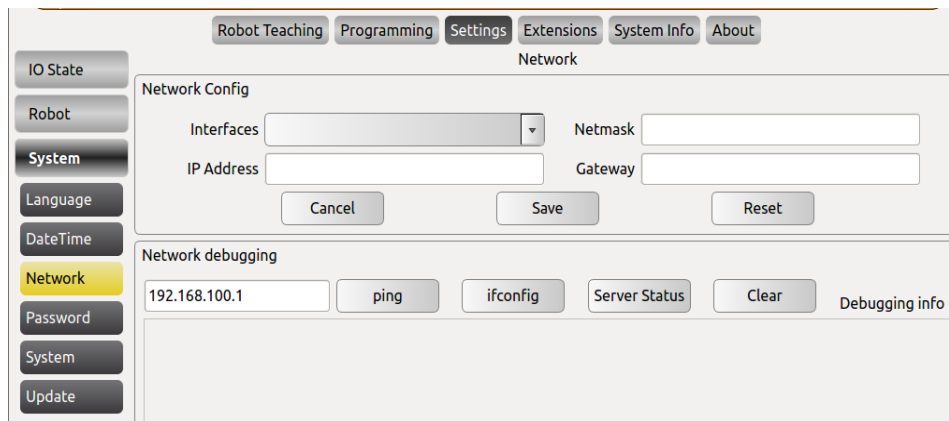 Robot Teaching Programming Settings Extensions System Info About
Network
IO State
Robot
System
Language
DateTime
Network
Password
System
Update
Network Config
Interfaces Netmask
IP Address Gateway
Cancel Save Reset
Network debugging
192.168.100.1 ping ifconfig Server Status Clear Debugging info